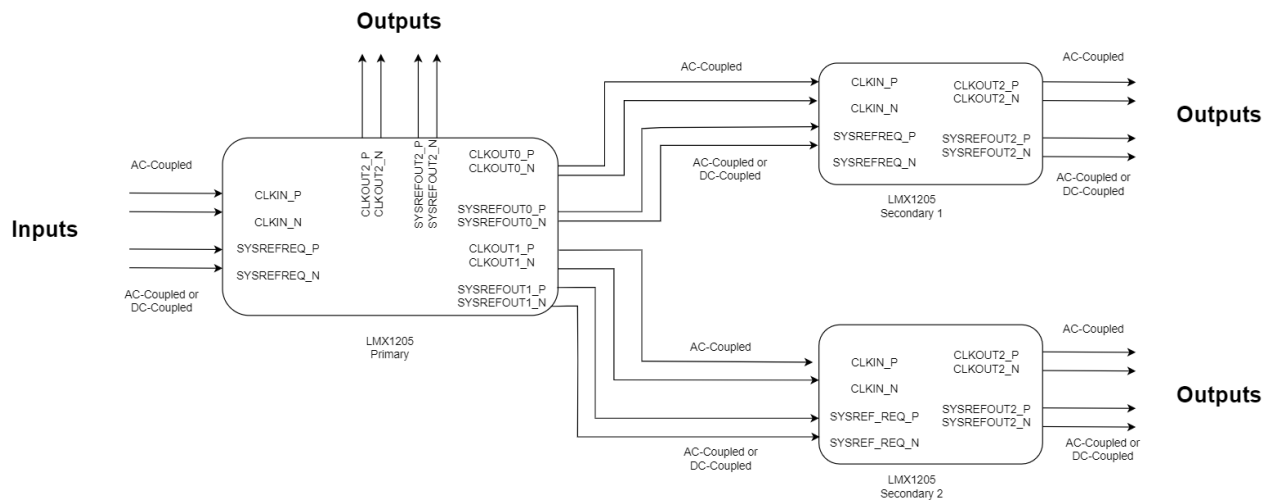 Outputs
Inputs
AC-Coupled
AC-Coupled or
DC-Coupled
CLKIN_P
CLKIN_N
SYSREFREQ_P
SYSREFREQ_N
CLKOUT2_P
CLKOUT2_N
SYSREFOUT2_P
SYSREFOUT2_N
CLKOUT0_P
CLKOUT0_N
SYSREFOUT0_P
SYSREFOUT0_N
CLKOUT1_P
CLKOUT1_N
SYSREFOUT1_P
SYSREFOUT1_N
LMX1205
Primary
AC-Coupled
AC-Coupled or
DC-Coupled
CLKIN_P
CLKIN_N
SYSREFREQ_P
SYSREFREQ_N
CLKOUT2_P
CLKOUT2_N
SYSREFOUT2_P
SYSREFOUT2_N
LMX1205
Secondary 1
AC-Coupled
Outputs
AC-Coupled or
DC-Coupled
AC-Coupled
AC-Coupled or
DC-Coupled
CLKIN_P
CLKIN_N
SYSREF_REQ_P
SYSREF_REQ_N
CLKOUT2_P
CLKOUT2_N
SYSREFOUT2_P
SYSREFOUT2_N
LMX1205
Secondary 2
AC-Coupled
Outputs
AC-Coupled or
DC-Coupled